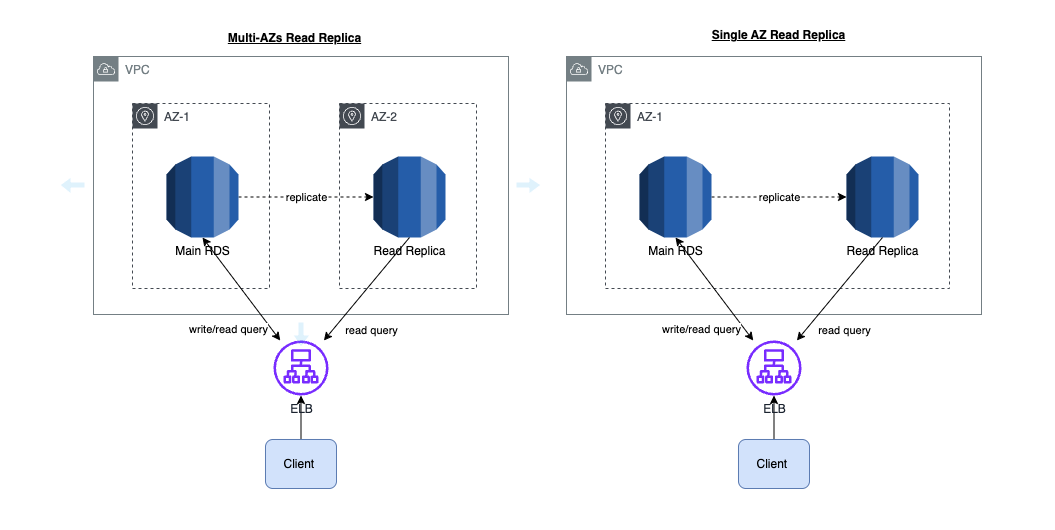 Multi-AZs Read Replica
VPC
AZ-1
AZ-2
replicate
Main RDS
Read Replica
write/read query
read query
ELB
Client
Single AZ Read Replica
VPC
AZ-1
replicate
Main RDS
Read Replica
write/read query
read query
ELB
Client